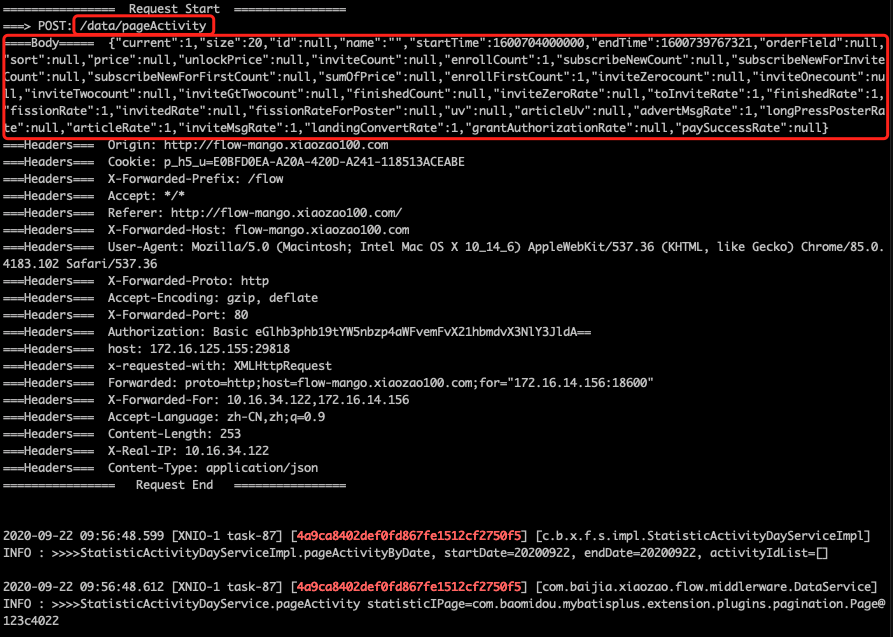 ================  Request Start  ================
===> POST: /data/pageActivity
====Body=====  {"current":1,"size":20,"id":null,"name":"","startTime":1600704000000,"endTime":1600739767321,"orderField":null,
"sort":null,"price":null,"unlockPrice":null,"inviteCount":null,"enrollCount":1,"subscribeNewCount":null,"subscribeNewForInvite
Count":null,"subscribeNewForFirstCount":null,"sumOfPrice":null,"enrollFirstCount":1,"inviteZerocount":null,"inviteOnecount":nu
ll,"inviteTwocount":null,"inviteGtTwocount":null,"finishedCount":null,"inviteZeroRate":null,"toInviteRate":1,"finishedRate":1,
"fissionRate":1,"invitedRate":null,"fissionRateForPoster":null,"uv":null,"articleUv":null,"advertMsgRate":1,"longPressPosterRa
te":null,"articleRate":1,"inviteMsgRate":1,"landingConvertRate":1,"grantAuthorizationRate":null,"paySuccessRate":null}
===Headers===  Origin: http://flow-mango.xiaozao100.com
===Headers===  Cookie: p_h5_u=E0BFD0EA-A20A-420D-A241-118513ACEABE
===Headers===  X-Forwarded-Prefix: /flow
===Headers===  Accept: */*
===Headers===  Referer: http://flow-mango.xiaozao100.com/
===Headers===  X-Forwarded-Host: flow-mango.xiaozao100.com
===Headers===  User-Agent: Mozilla/5.0 (Macintosh; Intel Mac OS X 10_14_6) AppleWebKit/537.36 (KHTML, like Gecko) Chrome/85.0.
4183.102 Safari/537.36
===Headers===  X-Forwarded-Proto: http
===Headers===  Accept-Encoding: gzip, deflate
===Headers===  X-Forwarded-Port: 80
===Headers===  Authorization: Basic eGlhb3phb19tYW5nbzp4aWFvemFvX21hbmdvX3NlY3JldA==
===Headers===  host: 172.16.125.155:29818
===Headers===  x-requested-with: XMLHttpRequest
===Headers===  Forwarded: proto=http;host=flow-mango.xiaozao100.com;for="172.16.14.156:18600"
===Headers===  X-Forwarded-For: 10.16.34.122,172.16.14.156
===Headers===  Accept-Language: zh-CN,zh;q=0.9
===Headers===  Content-Length: 253
===Headers===  X-Real-IP: 10.16.34.122
===Headers===  Content-Type: application/json
================   Request End   ================
2020-09-22 09:56:48.599 [XNIO-1 task-87] [4a9ca8402def0fd867fe1512cf2750f5] [c.b.x.f.s.impl.StatisticActivityDayServiceImpl]
INFO : >>>>StatisticActivityDayServiceImpl.pageActivityByDate, startDate=20200922, endDate=20200922, activityIdList=[]
2020-09-22 09:56:48.612 [XNIO-1 task-87] [4a9ca8402def0fd867fe1512cf2750f5] [com.baijia.xiaozao.flow.middlerware.DataService]
INFO : >>>>StatisticActivityDayService.pageActivity statisticIPage=com.baomidou.mybatisplus.extension.plugins.pagination.Page@
123c4022